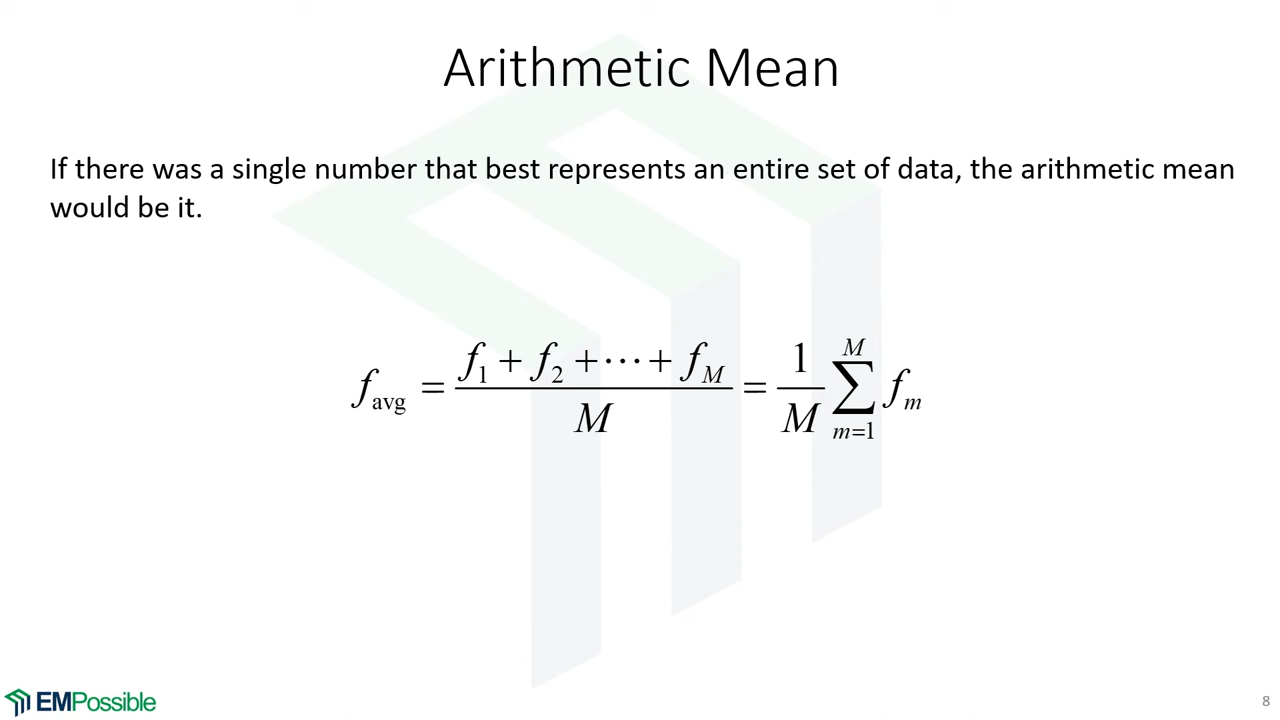 Arithmetic Mean
If there was a single number that best represents an entire set of data, the arithmetic mean
would be it.
f_avg = (f_1 + f_2 + ⋯ + f_M) / M = 1/M ∑_{m=1}^{M} f_m
EMPossible
8